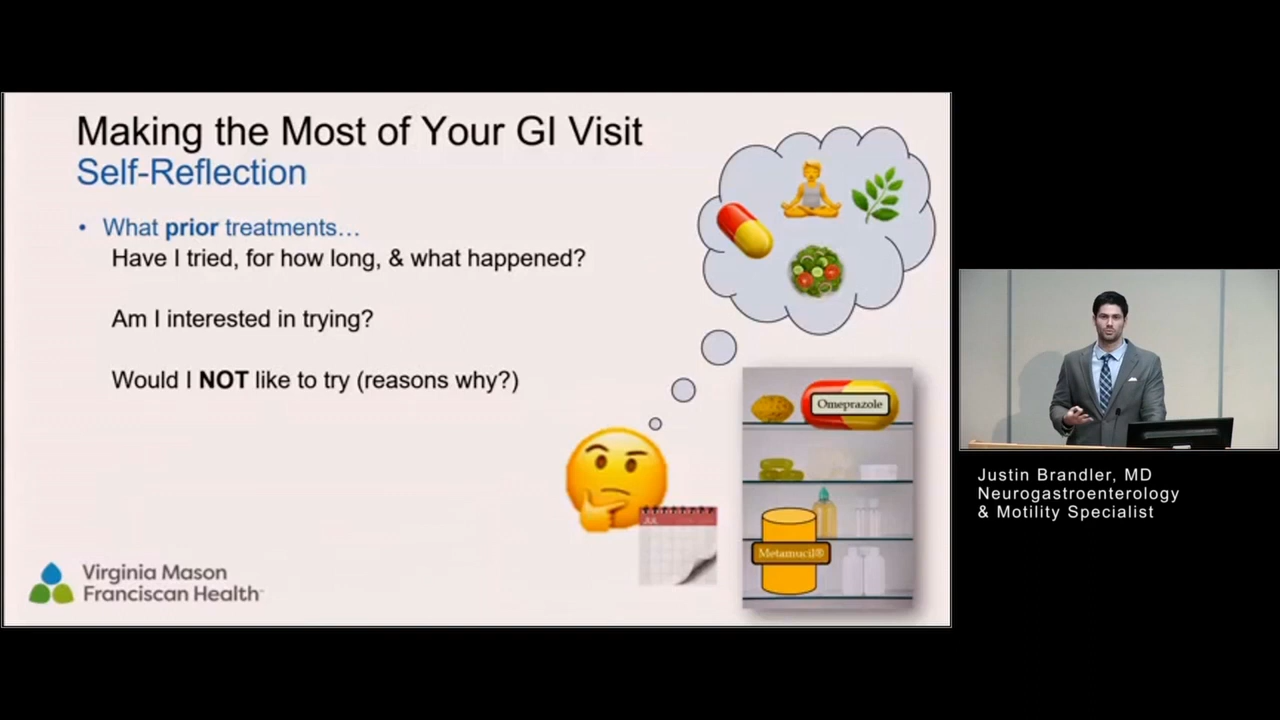 Making the Most of Your GI Visit
Self-Reflection
• What prior treatments…
Have I tried, for how long, & what happened?
Am I interested in trying?
Would I NOT like to try (reasons why?)
Omeprazole
JUL
Metamucil®
Virginia Mason
Franciscan Health
Justin Brandler, MD
Neurogastroenterology
& Motility Specialist